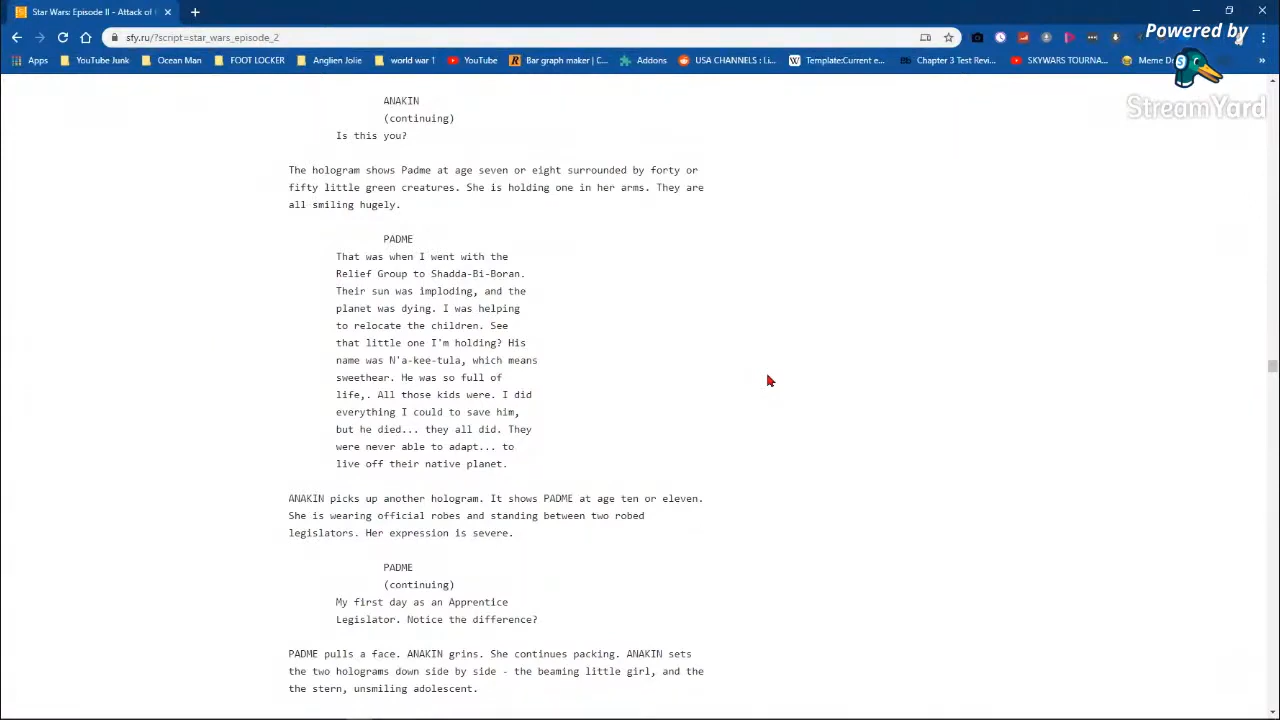 Star Wars: Episode II - Attack of
sfy.ru/?script=star_wars_episode_2
Powered by
Apps YouTube Junk Ocean Man FOOT LOCKER Anglien Jolie world war 1 YouTube Bar graph maker | C... Addons USA CHANNELS : Li... Template:Current e... Chapter 3 Test Revi... SKYWARS TOURNA... Meme De
S
StreamYard
ANAKIN
(continuing)
Is this you?
The hologram shows Padme at age seven or eight surrounded by forty or
fifty little green creatures. She is holding one in her arms. They are
all smiling hugely.
PADME
That was when I went with the
Relief Group to Shadda-Bi-Boran.
Their sun was imploding, and the
planet was dying. I was helping
to relocate the children. See
that little one I'm holding? His
name was N'a-kee-tula, which means
sweethear. He was so full of
life,. All those kids were. I did
everything I could to save him,
but he died... they all did. They
were never able to adapt... to
live off their native planet.
ANAKIN picks up another hologram. It shows PADME at age ten or eleven.
She is wearing official robes and standing between two robed
legislators. Her expression is severe.
PADME
(continuing)
My first day as an Apprentice
Legislator. Notice the difference?
PADME pulls a face. ANAKIN grins. She continues packing. ANAKIN sets
the two holograms down side by side - the beaming little girl, and the
the stern, unsmiling adolescent.